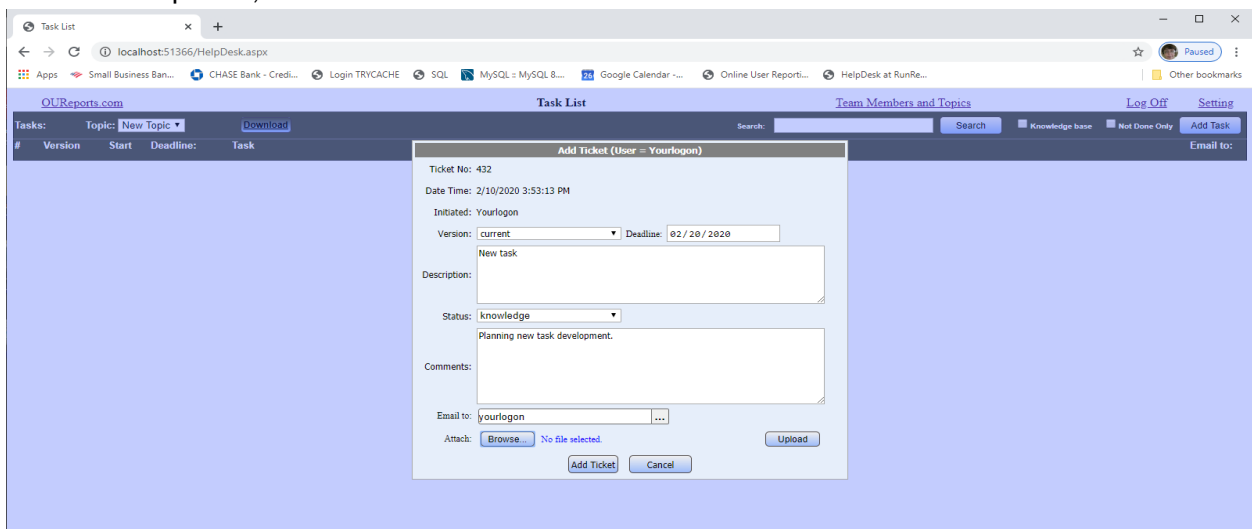 Task List
localhost:51366/HelpDesk.aspx
Paused
Apps Small Business Ban... CHASE Bank - Credi... Login TRYCACHE SQL MySQL :: MySQL 8.... 26 Google Calendar -... Online User Reporti... HelpDesk at RunRe... Other bookmarks
OUReports.com Task List Team Members and Topics Log Off Setting
Tasks: Topic: New Topic Download Search: Search Knowledge base Not Done Only Add Task
# Version Start Deadline: Task Email to:
Add Ticket (User = Yourlogon)
Ticket No: 432
Date Time: 2/10/2020 3:53:13 PM
Initiated: Yourlogon
Version: current Deadline: 02/20/2020
Description: New task
Status: knowledge
Comments: Planning new task development.
Email to: yourlogon ...
Attach: Browse... No file selected. Upload
Add Ticket Cancel